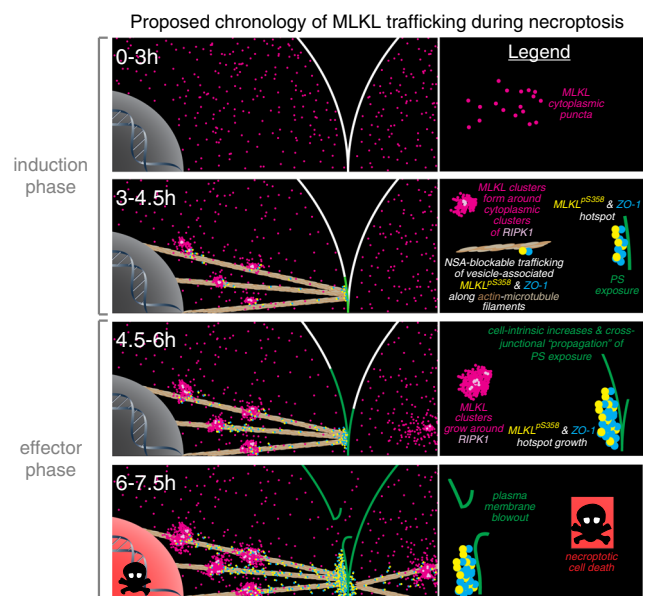 Proposed chronology of MLKL trafficking during necroptosis
induction
phase
effector
phase
0-3h
Legend
MLKL
cytoplasmic
puncta
3-4.5h
MLKL clusters
form around
cytoplasmic
clusters
of RIPK1
MLKLpS358 & ZO-1
hotspot
NSA-blockable trafficking
of vesicle-associated
MLKLpS358 & ZO-1
along actin-microtubule
filaments
PS
exposure
4.5-6h
cell-intrinsic increases & cross-
junctional "propagation" of
PS exposure
MLKL
clusters
grow around
RIPK1
MLKLpS358 & ZO-1
hotspot growth
6-7.5h
plasma
membrane
blowout
necroptotic
cell death